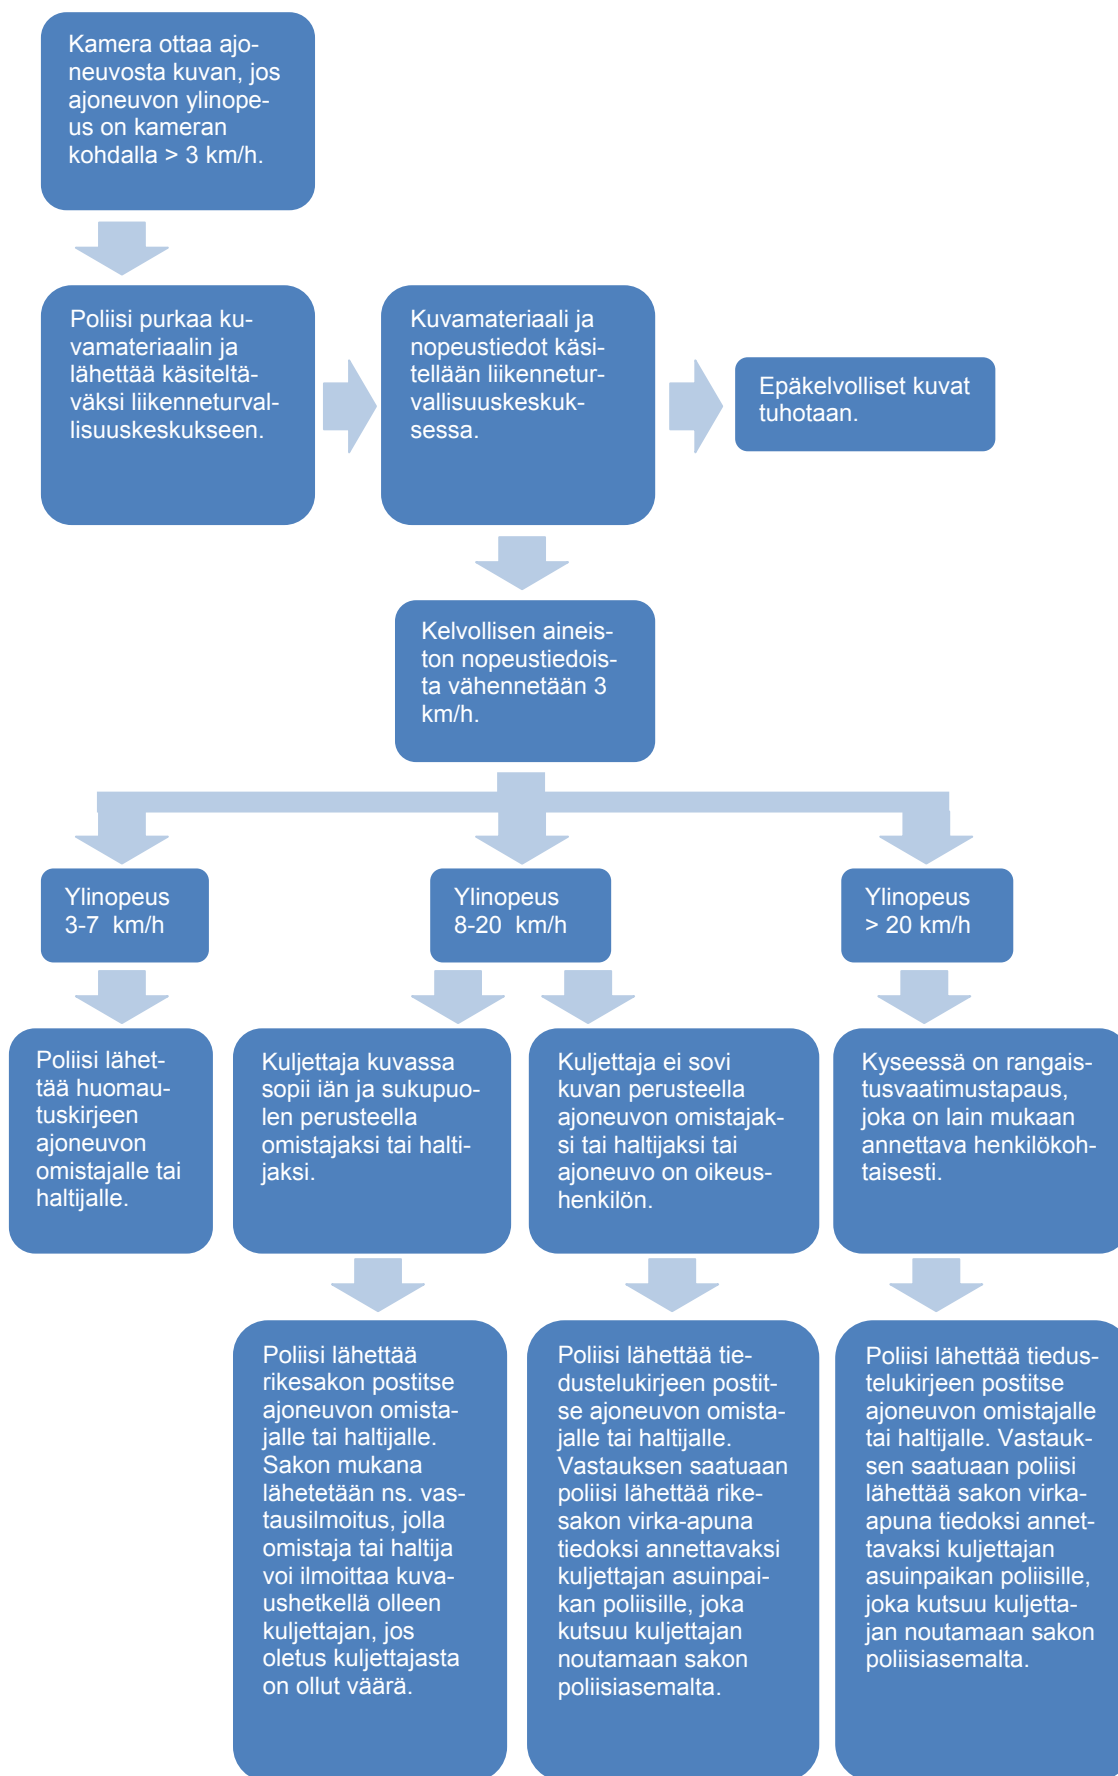 Kamera ottaa ajo-
neuvosta kuvan, jos
ajoneuvon ylinope-
us on kameran
kohdalla > 3 km/h.
Poliisi purkaa ku-
vamateriaalin ja
lähettää käsiteltä-
väksi liikenneturval-
lisuuskeskukseen.
Kuvamateriaali ja
nopeustiedot käsi-
tellään liikennetur-
vallisuuskeskuk-
sessa.
Epäkelvolliset kuvat
tuhotaan.
Kelvollisen aineis-
ton nopeustiedois-
ta vähennetään 3
km/h.
Ylinopeus
3-7 km/h
Ylinopeus
8-20 km/h
Ylinopeus
> 20 km/h
Poliisi lähet-
tää huomau-
tuskirjeen
ajoneuvon
omistajalle tai
haltijalle.
Kuljettaja kuvassa
sopii iän ja sukupuo-
len perusteella
omistajaksi tai halti-
jaksi.
Kuljettaja ei sovi
kuvan perusteella
ajoneuvon omistajak-
si tai haltijaksi tai
ajoneuvo on oikeus-
henkilön.
Kyseessä on rangais-
tusvaatimustapaus,
joka on lain mukaan
annettava henkilökoh-
taisesti.
Poliisi lähettää
rikesakon postitse
ajoneuvon omista-
jalle tai haltijalle.
Sakon mukana
lähetetään ns. vas-
tausilmoitus, jolla
omistaja tai haltija
voi ilmoittaa kuva-
ushetkellä olleen
kuljettajan, jos
oletus kuljettajasta
on ollut väärä.
Poliisi lähettää tie-
dustelukirjeen postit-
se ajoneuvon omista-
jalle tai haltijalle.
Vastauksen saatuaan
poliisi lähettää rike-
sakon virka-apuna
tiedoksi annettavaksi
kuljettajan asuinpai-
kan poliisille, joka
kutsuu kuljettajan
noutamaan sakon
poliisiasemalta.
Poliisi lähettää tiedus-
telukirjeen postitse
ajoneuvon omistajalle
tai haltijalle. Vastauk-
sen saatuaan poliisi
lähettää sakon virka-
apuna tiedoksi annet-
tavaksi kuljettajan
asuinpaikan poliisille,
joka kutsuu kuljetta-
jan noutamaan sakon
poliisiasemalta.